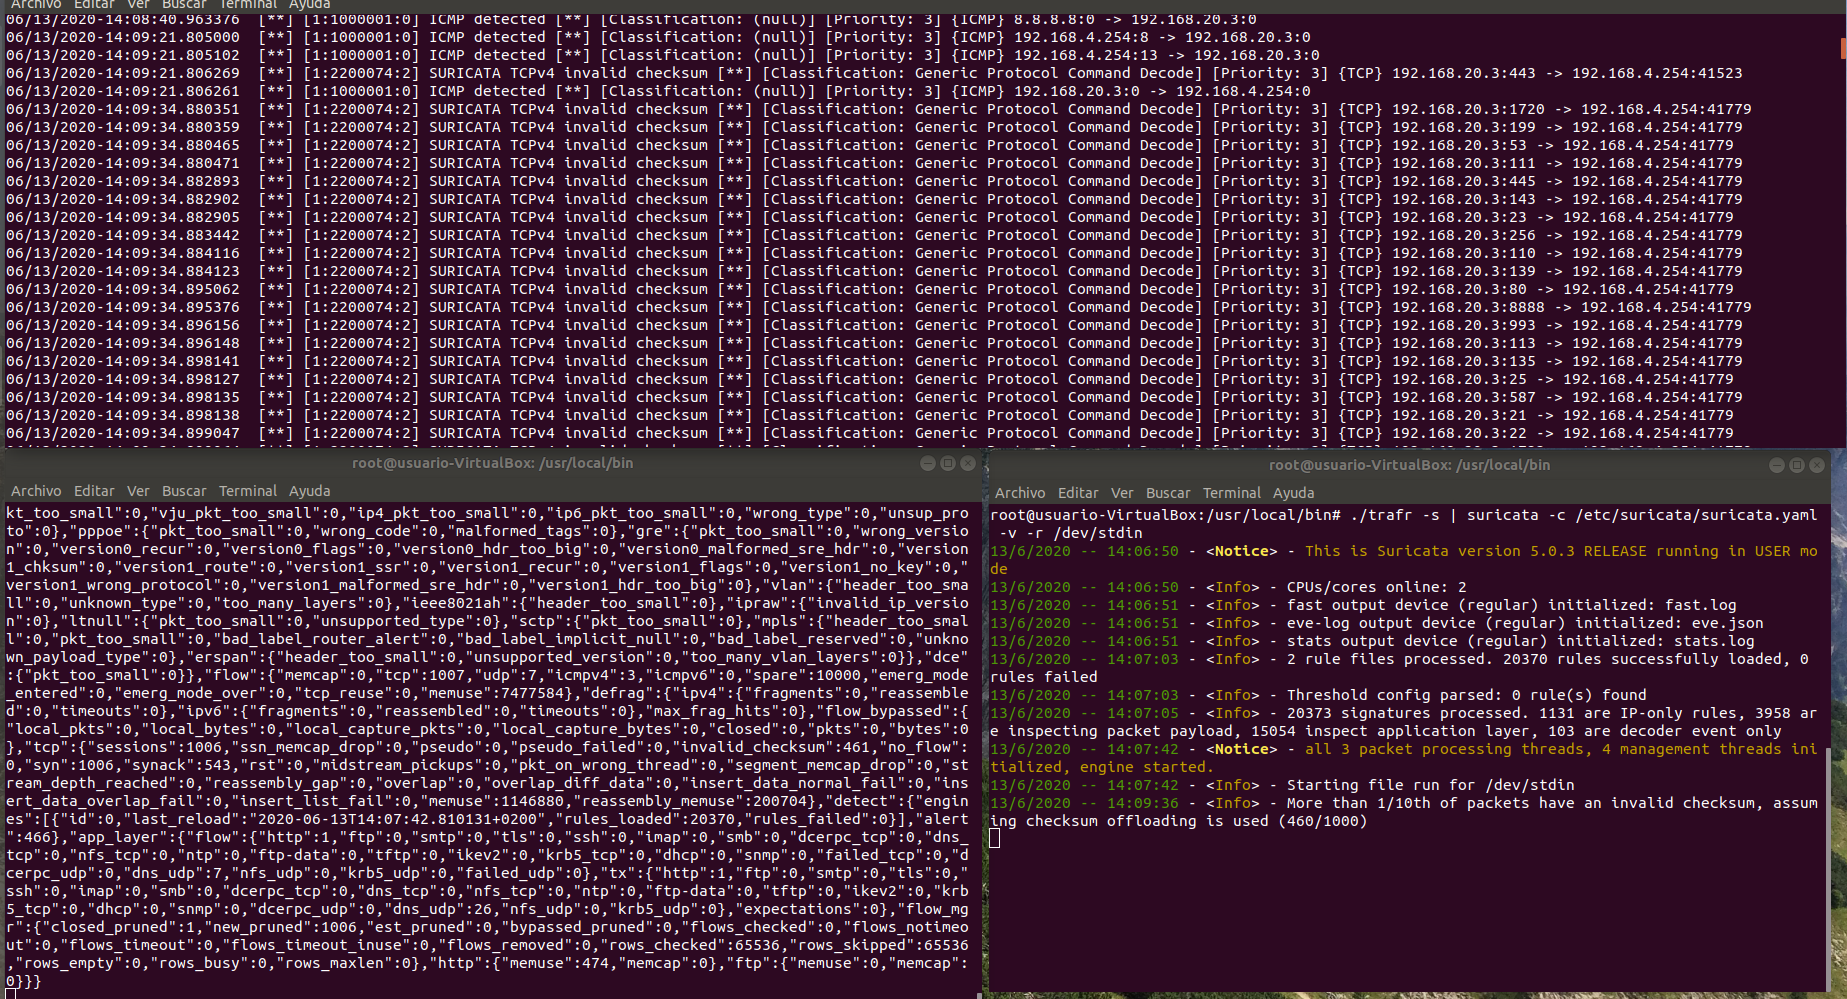 Archivo Editar Ver Buscar Terminal Ayuda
06/13/2020-14:08:40.963376  [**] [1:1000001:0] ICMP detected [**] [Classification: (null)] [Priority: 3] {ICMP} 8.8.8.8:0 -> 192.168.20.3:0
06/13/2020-14:09:21.805000  [**] [1:1000001:0] ICMP detected [**] [Classification: (null)] [Priority: 3] {ICMP} 192.168.4.254:8 -> 192.168.20.3:0
06/13/2020-14:09:21.805102  [**] [1:1000001:0] ICMP detected [**] [Classification: (null)] [Priority: 3] {ICMP} 192.168.4.254:13 -> 192.168.20.3:0
06/13/2020-14:09:21.806269  [**] [1:2200074:2] SURICATA TCPv4 invalid checksum [**] [Classification: Generic Protocol Command Decode] [Priority: 3] {TCP} 192.168.20.3:443 -> 192.168.4.254:41523
06/13/2020-14:09:21.806261  [**] [1:1000001:0] ICMP detected [**] [Classification: (null)] [Priority: 3] {ICMP} 192.168.20.3:0 -> 192.168.4.254:0
06/13/2020-14:09:34.880351  [**] [1:2200074:2] SURICATA TCPv4 invalid checksum [**] [Classification: Generic Protocol Command Decode] [Priority: 3] {TCP} 192.168.20.3:1720 -> 192.168.4.254:41779
06/13/2020-14:09:34.880359  [**] [1:2200074:2] SURICATA TCPv4 invalid checksum [**] [Classification: Generic Protocol Command Decode] [Priority: 3] {TCP} 192.168.20.3:199 -> 192.168.4.254:41779
06/13/2020-14:09:34.880465  [**] [1:2200074:2] SURICATA TCPv4 invalid checksum [**] [Classification: Generic Protocol Command Decode] [Priority: 3] {TCP} 192.168.20.3:53 -> 192.168.4.254:41779
06/13/2020-14:09:34.880471  [**] [1:2200074:2] SURICATA TCPv4 invalid checksum [**] [Classification: Generic Protocol Command Decode] [Priority: 3] {TCP} 192.168.20.3:111 -> 192.168.4.254:41779
06/13/2020-14:09:34.882893  [**] [1:2200074:2] SURICATA TCPv4 invalid checksum [**] [Classification: Generic Protocol Command Decode] [Priority: 3] {TCP} 192.168.20.3:445 -> 192.168.4.254:41779
06/13/2020-14:09:34.882902  [**] [1:2200074:2] SURICATA TCPv4 invalid checksum [**] [Classification: Generic Protocol Command Decode] [Priority: 3] {TCP} 192.168.20.3:143 -> 192.168.4.254:41779
06/13/2020-14:09:34.882905  [**] [1:2200074:2] SURICATA TCPv4 invalid checksum [**] [Classification: Generic Protocol Command Decode] [Priority: 3] {TCP} 192.168.20.3:23 -> 192.168.4.254:41779
06/13/2020-14:09:34.883442  [**] [1:2200074:2] SURICATA TCPv4 invalid checksum [**] [Classification: Generic Protocol Command Decode] [Priority: 3] {TCP} 192.168.20.3:256 -> 192.168.4.254:41779
06/13/2020-14:09:34.884116  [**] [1:2200074:2] SURICATA TCPv4 invalid checksum [**] [Classification: Generic Protocol Command Decode] [Priority: 3] {TCP} 192.168.20.3:110 -> 192.168.4.254:41779
06/13/2020-14:09:34.884123  [**] [1:2200074:2] SURICATA TCPv4 invalid checksum [**] [Classification: Generic Protocol Command Decode] [Priority: 3] {TCP} 192.168.20.3:139 -> 192.168.4.254:41779
06/13/2020-14:09:34.895062  [**] [1:2200074:2] SURICATA TCPv4 invalid checksum [**] [Classification: Generic Protocol Command Decode] [Priority: 3] {TCP} 192.168.20.3:80 -> 192.168.4.254:41779
06/13/2020-14:09:34.895376  [**] [1:2200074:2] SURICATA TCPv4 invalid checksum [**] [Classification: Generic Protocol Command Decode] [Priority: 3] {TCP} 192.168.20.3:8888 -> 192.168.4.254:41779
06/13/2020-14:09:34.896156  [**] [1:2200074:2] SURICATA TCPv4 invalid checksum [**] [Classification: Generic Protocol Command Decode] [Priority: 3] {TCP} 192.168.20.3:993 -> 192.168.4.254:41779
06/13/2020-14:09:34.896148  [**] [1:2200074:2] SURICATA TCPv4 invalid checksum [**] [Classification: Generic Protocol Command Decode] [Priority: 3] {TCP} 192.168.20.3:113 -> 192.168.4.254:41779
06/13/2020-14:09:34.898141  [**] [1:2200074:2] SURICATA TCPv4 invalid checksum [**] [Classification: Generic Protocol Command Decode] [Priority: 3] {TCP} 192.168.20.3:135 -> 192.168.4.254:41779
06/13/2020-14:09:34.898127  [**] [1:2200074:2] SURICATA TCPv4 invalid checksum [**] [Classification: Generic Protocol Command Decode] [Priority: 3] {TCP} 192.168.20.3:25 -> 192.168.4.254:41779
06/13/2020-14:09:34.898135  [**] [1:2200074:2] SURICATA TCPv4 invalid checksum [**] [Classification: Generic Protocol Command Decode] [Priority: 3] {TCP} 192.168.20.3:587 -> 192.168.4.254:41779
06/13/2020-14:09:34.898138  [**] [1:2200074:2] SURICATA TCPv4 invalid checksum [**] [Classification: Generic Protocol Command Decode] [Priority: 3] {TCP} 192.168.20.3:21 -> 192.168.4.254:41779
06/13/2020-14:09:34.899047  [**] [1:2200074:2] SURICATA TCPv4 invalid checksum [**] [Classification: Generic Protocol Command Decode] [Priority: 3] {TCP} 192.168.20.3:22 -> 192.168.4.254:41779
root@usuario-VirtualBox: /usr/local/bin
Archivo Editar Ver Buscar Terminal Ayuda
kt_too_small":0,"vju_pkt_too_small":0,"ip4_pkt_too_small":0,"ip6_pkt_too_small":0,"wrong_type":0,"unsup_pro
to":0},"pppoe":{"pkt_too_small":0,"wrong_code":0,"malformed_tags":0},"gre":{"pkt_too_small":0,"wrong_versio
n":0,"version0_recur":0,"version0_flags":0,"version0_hdr_too_big":0,"version0_malformed_sre_hdr":0,"version
1_chksum":0,"version1_route":0,"version1_ssr":0,"version1_recur":0,"version1_flags":0,"version1_no_key":0,"
version1_wrong_protocol":0,"version1_malformed_sre_hdr":0,"version1_hdr_too_big":0},"vlan":{"header_too_sma
ll":0,"unknown_type":0,"too_many_layers":0},"ieee8021ah":{"header_too_small":0},"ipraw":{"invalid_ip_versio
n":0},"ltnull":{"pkt_too_small":0,"unsupported_type":0},"sctp":{"pkt_too_small":0},"mpls":{"header_too_smal
l":0,"pkt_too_small":0,"bad_label_router_alert":0,"bad_label_implicit_null":0,"bad_label_reserved":0,"unkno
wn_payload_type":0},"erspan":{"header_too_small":0,"unsupported_version":0,"too_many_vlan_layers":0}},"dce"
:{"pkt_too_small":0}},"flow":{"memcap":0,"tcp":1007,"udp":7,"icmpv4":3,"icmpv6":0,"spare":10000,"emerg_mode
_entered":0,"emerg_mode_over":0,"tcp_reuse":0,"memuse":7477584},"defrag":{"ipv4":{"fragments":0,"reassemble
d":0,"timeouts":0},"ipv6":{"fragments":0,"reassembled":0,"timeouts":0},"max_frag_hits":0},"flow_bypassed":{
"local_pkts":0,"local_bytes":0,"local_capture_pkts":0,"local_capture_bytes":0,"closed":0,"pkts":0,"bytes":0
},"tcp":{"sessions":1006,"ssn_memcap_drop":0,"pseudo":0,"pseudo_failed":0,"invalid_checksum":461,"no_flow":
0,"syn":1006,"synack":543,"rst":0,"midstream_pickups":0,"pkt_on_wrong_thread":0,"segment_memcap_drop":0,"st
ream_depth_reached":0,"reassembly_gap":0,"overlap":0,"overlap_diff_data":0,"insert_data_normal_fail":0,"ins
ert_data_overlap_fail":0,"insert_list_fail":0,"memuse":1146880,"reassembly_memuse":200704},"detect":{"engin
es":[{"id":0,"last_reload":"2020-06-13T14:07:42.810131+0200","rules_loaded":20370,"rules_failed":0}],"alert
":466},"app_layer":{"flow":{"http":1,"ftp":0,"smtp":0,"tls":0,"ssh":0,"imap":0,"smb":0,"dcerpc_tcp":0,"dns_
tcp":0,"nfs_tcp":0,"ntp":0,"ftp-data":0,"tftp":0,"ikev2":0,"krb5_tcp":0,"dhcp":0,"snmp":0,"failed_tcp":0,"d
cerpc_udp":0,"dns_udp":7,"nfs_udp":0,"krb5_udp":0,"failed_udp":0},"tx":{"http":1,"ftp":0,"smtp":0,"tls":0,"
ssh":0,"imap":0,"smb":0,"dcerpc_tcp":0,"dns_tcp":0,"nfs_tcp":0,"ntp":0,"ftp-data":0,"tftp":0,"ikev2":0,"krb
5_tcp":0,"dhcp":0,"snmp":0,"dcerpc_udp":0,"dns_udp":26,"nfs_udp":0,"krb5_udp":0},"expectations":0},"flow_mg
r":{"closed_pruned":1,"new_pruned":1006,"est_pruned":0,"bypassed_pruned":0,"flows_checked":0,"flows_notimeo
ut":0,"flows_timeout":0,"flows_timeout_inuse":0,"flows_removed":0,"rows_checked":65536,"rows_skipped":65536
,"rows_empty":0,"rows_busy":0,"rows_maxlen":0},"http":{"memuse":474,"memcap":0},"ftp":{"memuse":0,"memcap":
0}}}
root@usuario-VirtualBox: /usr/local/bin
Archivo Editar Ver Buscar Terminal Ayuda
root@usuario-VirtualBox:/usr/local/bin# ./trafr -s | suricata -c /etc/suricata/suricata.yaml
 -v -r /dev/stdin
13/6/2020 -- 14:06:50 - <Notice> - This is Suricata version 5.0.3 RELEASE running in USER mo
de
13/6/2020 -- 14:06:50 - <Info> - CPUs/cores online: 2
13/6/2020 -- 14:06:51 - <Info> - fast output device (regular) initialized: fast.log
13/6/2020 -- 14:06:51 - <Info> - eve-log output device (regular) initialized: eve.json
13/6/2020 -- 14:06:51 - <Info> - stats output device (regular) initialized: stats.log
13/6/2020 -- 14:07:03 - <Info> - 2 rule files processed. 20370 rules successfully loaded, 0
rules failed
13/6/2020 -- 14:07:03 - <Info> - Threshold config parsed: 0 rule(s) found
13/6/2020 -- 14:07:05 - <Info> - 20373 signatures processed. 1131 are IP-only rules, 3958 ar
e inspecting packet payload, 15054 inspect application layer, 103 are decoder event only
13/6/2020 -- 14:07:42 - <Notice> - all 3 packet processing threads, 4 management threads ini
tialized, engine started.
13/6/2020 -- 14:07:42 - <Info> - Starting file run for /dev/stdin
13/6/2020 -- 14:09:36 - <Info> - More than 1/10th of packets have an invalid checksum, assum
ing checksum offloading is used (460/1000)